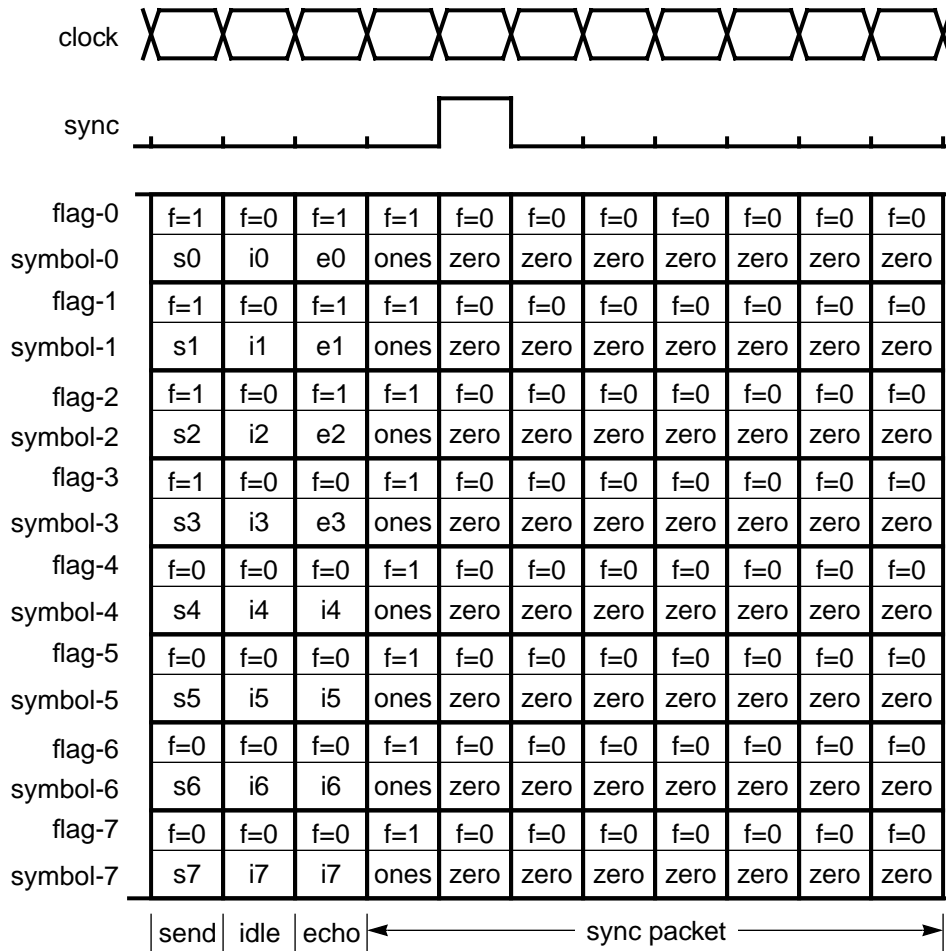 clock
sync
flag-0 f=1 f=0 f=1 f=1 f=0 f=0 f=0 f=0 f=0 f=0 f=0
symbol-0 s0 i0 e0 ones zero zero zero zero zero zero zero
flag-1 f=1 f=0 f=1 f=1 f=0 f=0 f=0 f=0 f=0 f=0 f=0
symbol-1 s1 i1 e1 ones zero zero zero zero zero zero zero
flag-2 f=1 f=0 f=1 f=1 f=0 f=0 f=0 f=0 f=0 f=0 f=0
symbol-2 s2 i2 e2 ones zero zero zero zero zero zero zero
flag-3 f=1 f=0 f=0 f=1 f=0 f=0 f=0 f=0 f=0 f=0 f=0
symbol-3 s3 i3 e3 ones zero zero zero zero zero zero zero
flag-4 f=0 f=0 f=0 f=1 f=0 f=0 f=0 f=0 f=0 f=0 f=0
symbol-4 s4 i4 i4 ones zero zero zero zero zero zero zero
flag-5 f=0 f=0 f=0 f=1 f=0 f=0 f=0 f=0 f=0 f=0 f=0
symbol-5 s5 i5 i5 ones zero zero zero zero zero zero zero
flag-6 f=0 f=0 f=0 f=1 f=0 f=0 f=0 f=0 f=0 f=0 f=0
symbol-6 s6 i6 i6 ones zero zero zero zero zero zero zero
flag-7 f=0 f=0 f=0 f=1 f=0 f=0 f=0 f=0 f=0 f=0 f=0
symbol-7 s7 i7 i7 ones zero zero zero zero zero zero zero
send idle echo sync packet